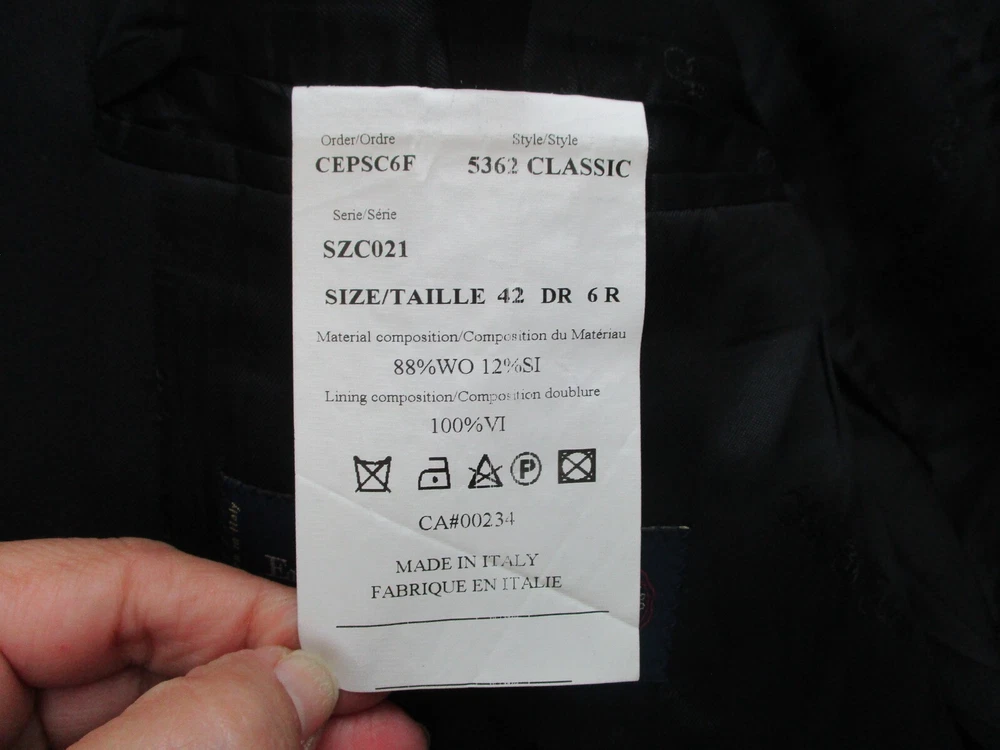 Order/Ordre Style/Style
CEPSC6F 5362 CLASSIC
Serie/Série
SZC021
SIZE/TAILLE 42 DR 6 R
Material composition/Composition du Matériau
88%WO 12%SI
Lining composition/Composition doublure
100%VI
P
CA#00234
MADE IN ITALY
FABRIQUE EN ITALIE
Italy